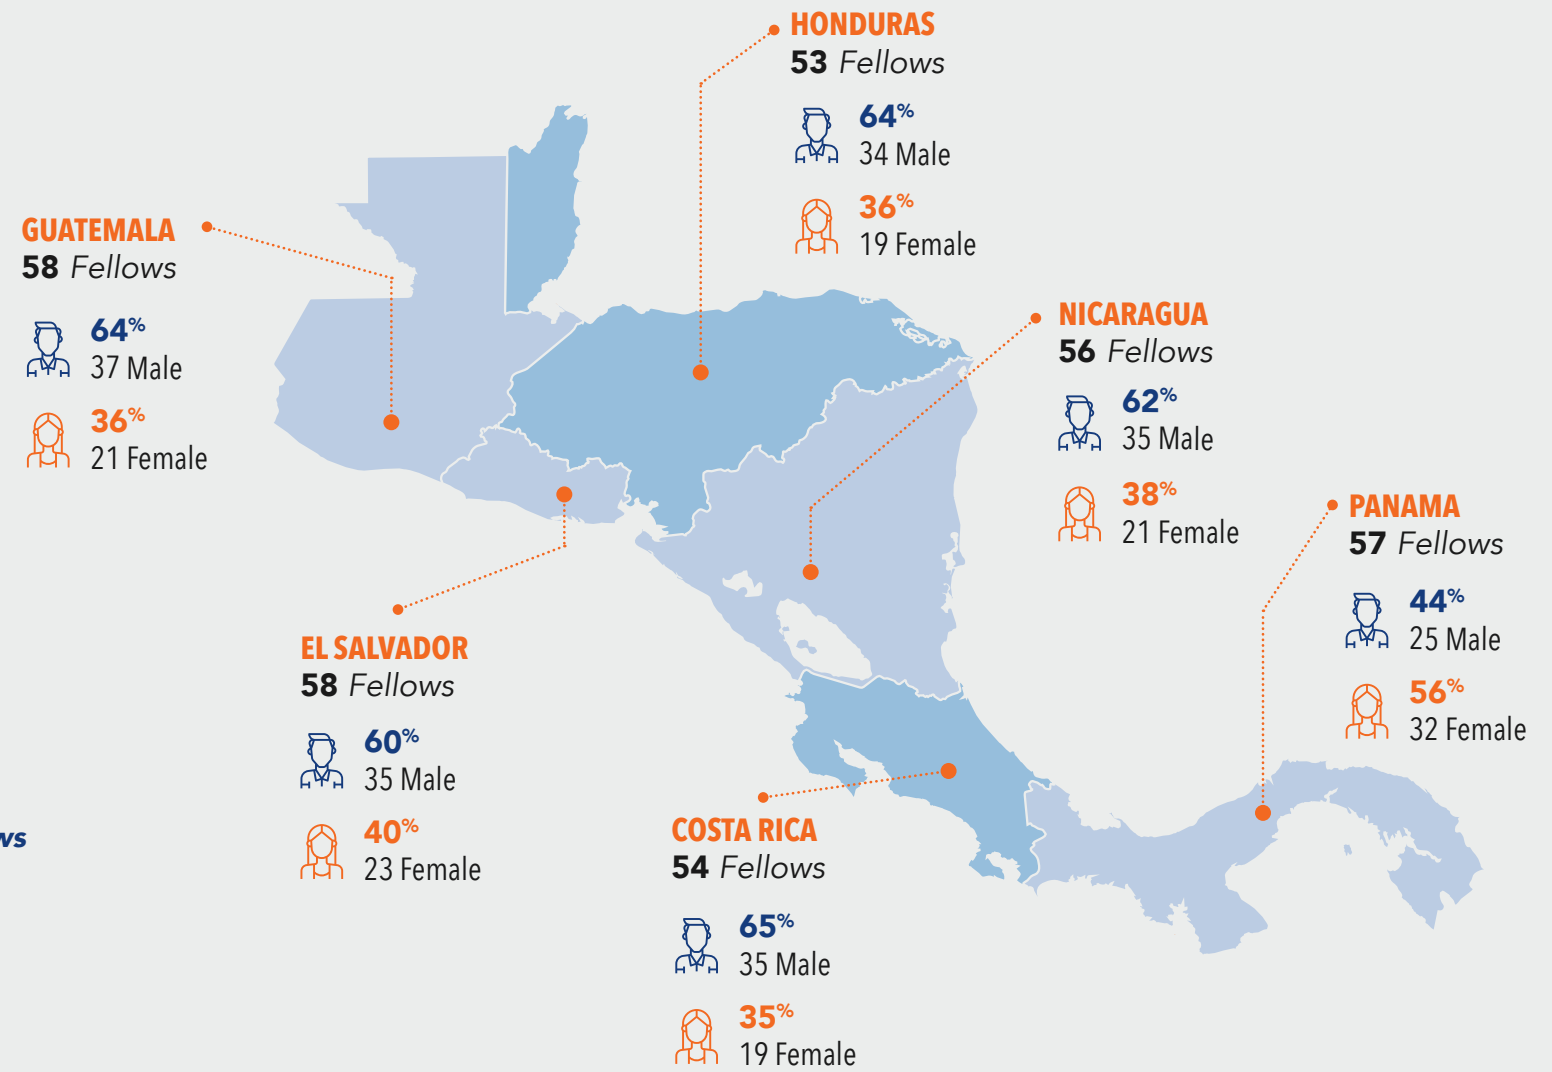 HONDURAS
53 Fellows
64%
34 Male
36%
19 Female
GUATEMALA
58 Fellows
64%
37 Male
36%
21 Female
NICARAGUA
56 Fellows
62%
35 Male
38%
21 Female
PANAMA
57 Fellows
44%
25 Male
56%
32 Female
EL SALVADOR
58 Fellows
60%
35 Male
40%
23 Female
COSTA RICA
54 Fellows
65%
35 Male
35%
19 Female